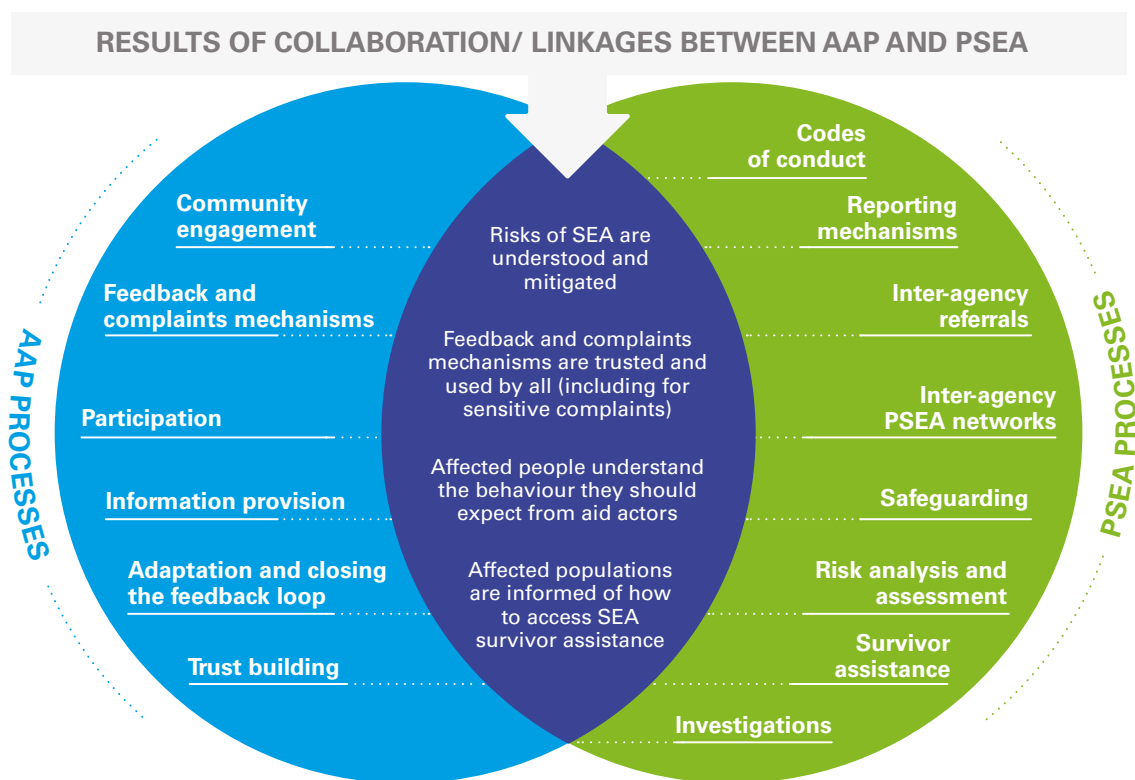 RESULTS OF COLLABORATION/ LINKAGES BETWEEN AAP AND PSEA
AAP PROCESSES
Community
engagement
Feedback and
complaints mechanisms
Participation
Information provision
Adaptation and closing
the feedback loop
Trust building
Risks of SEA are
understood and
mitigated
Feedback and complaints
mechanisms are trusted and
used by all (including for
sensitive complaints)
Affected people understand
the behaviour they should
expect from aid actors
Affected populations
are informed of how
to access SEA
survivor assistance
Codes
of conduct
Reporting
mechanisms
Inter-agency
referrals
Inter-agency
PSEA networks
Safeguarding
Risk analysis and
assessment
Survivor
assistance
Investigations
PSEA PROCESSES